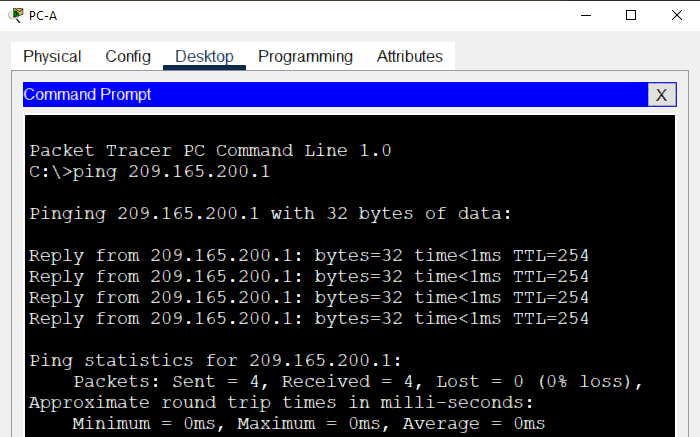 PC-A
Physical Config Desktop Programming Attributes
Command Prompt X
Packet Tracer PC Command Line 1.0
C:\>ping 209.165.200.1
Pinging 209.165.200.1 with 32 bytes of data:
Reply from 209.165.200.1: bytes=32 time<1ms TTL=254
Reply from 209.165.200.1: bytes=32 time<1ms TTL=254
Reply from 209.165.200.1: bytes=32 time<1ms TTL=254
Reply from 209.165.200.1: bytes=32 time<1ms TTL=254
Ping statistics for 209.165.200.1:
    Packets: Sent = 4, Received = 4, Lost = 0 (0% loss),
Approximate round trip times in milli-seconds:
    Minimum = 0ms, Maximum = 0ms, Average = 0ms